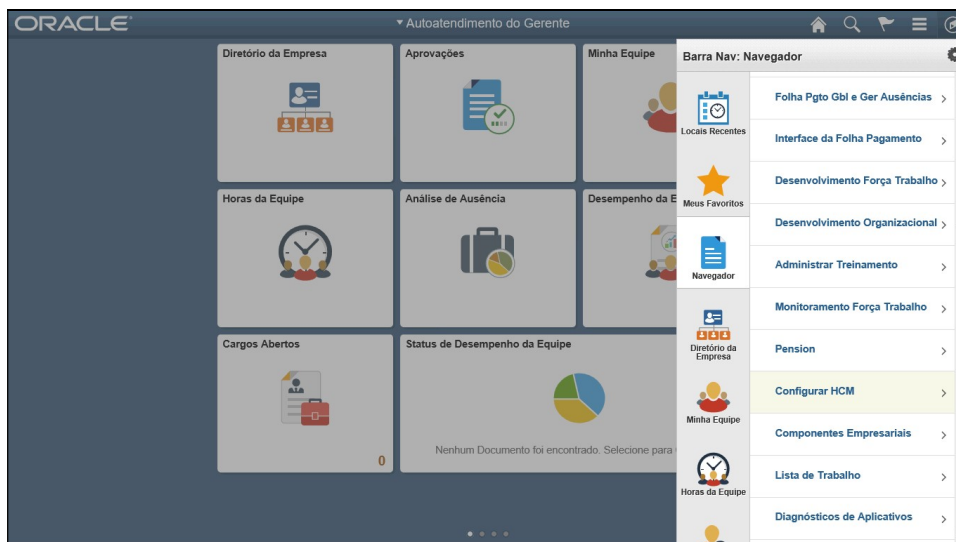 ORACLE
Autoatendimento do Gerente
Diretório da Empresa
Aprovações
Minha Equipe
Horas da Equipe
Análise de Ausência
Desempenho da E
Cargos Abertos
0
Status de Desempenho da Equipe
Nenhum Documento foi encontrado. Selecione para
Barra Nav: Navegador
Locais Recentes
Meus Favoritos
Navegador
Diretório da
Empresa
Minha Equipe
Horas da Equipe
Folha Pgto Gbl e Ger Ausências
Interface da Folha Pagamento
Desenvolvimento Força Trabalho
Desenvolvimento Organizacional
Administrar Treinamento
Monitoramento Força Trabalho
Pension
Configurar HCM
Componentes Empresariais
Lista de Trabalho
Diagnósticos de Aplicativos